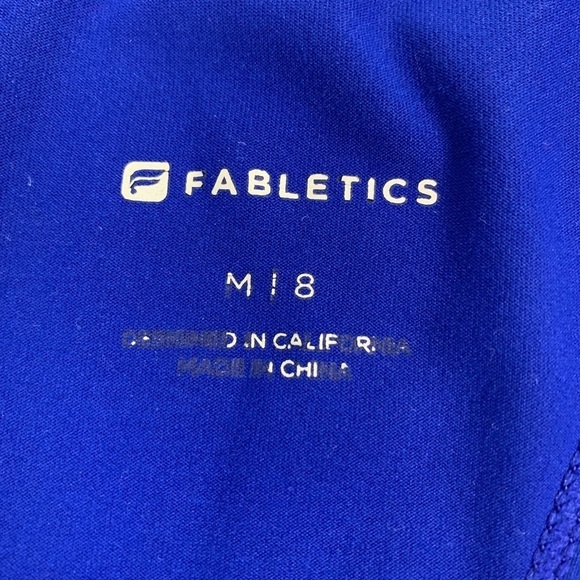 FABLETICS
M | 8
DESIGNED IN CALIFORNIA
MADE IN CHINA